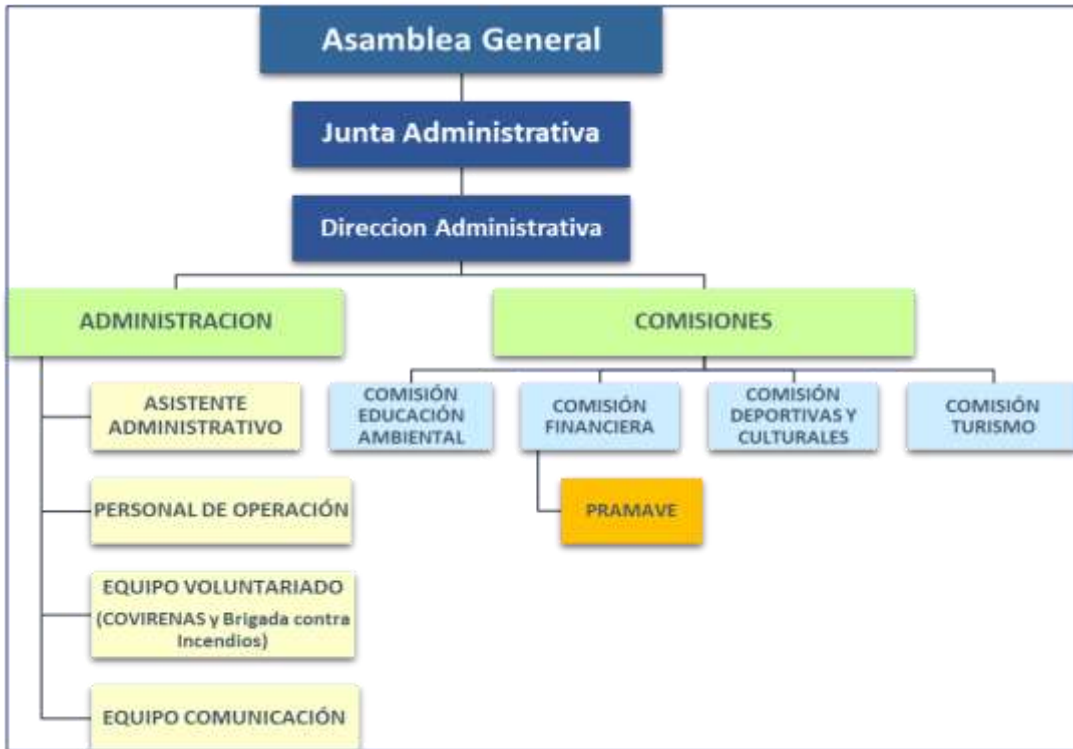 Asamblea General
Junta Administrativa
Direccion Administrativa
ADMINISTRACION
COMISIONES
ASISTENTE
ADMINISTRATIVO
PERSONAL DE OPERACIÓN
EQUIPO VOLUNTARIADO
(COVIRENAS y Brigada contra
Incendios)
EQUIPO COMUNICACIÓN
COMISIÓN
EDUCACIÓN
AMBIENTAL
COMISIÓN
FINANCIERA
COMISIÓN
DEPORTIVAS Y
CULTURALES
COMISIÓN
TURISMO
PRAMAVE